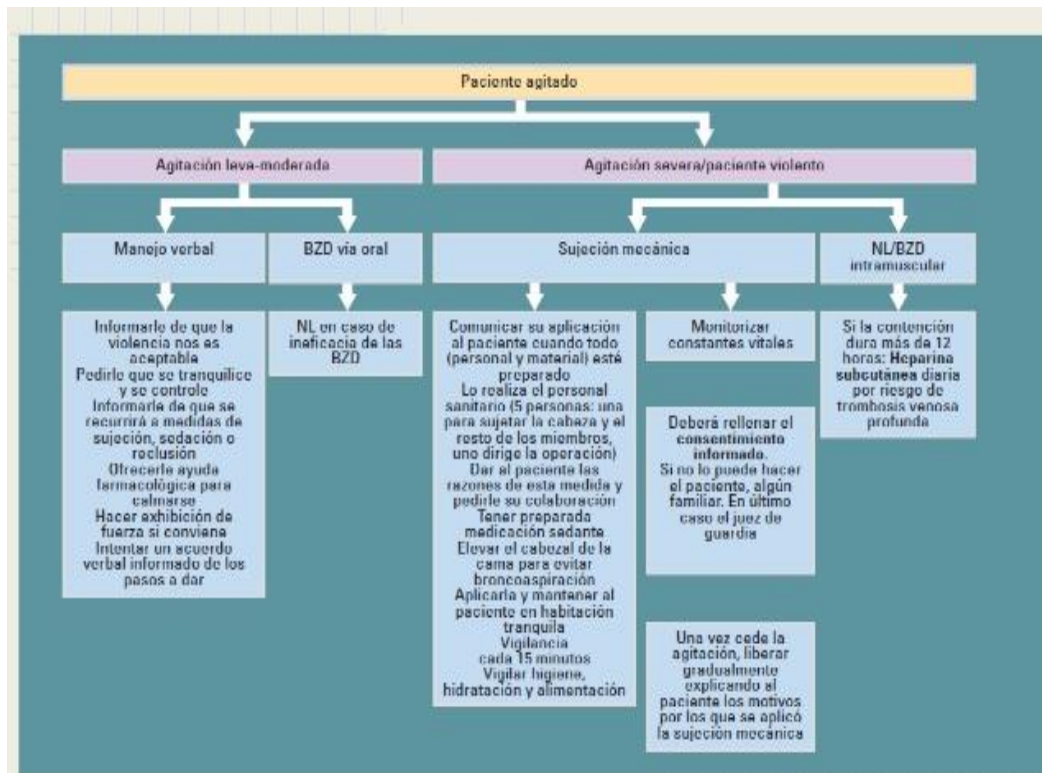 Paciente agitado
Agitación leve-moderada
Agitación severa/paciente violento
Manejo verbal
BZD vía oral
Sujeción mecánica
NL/BZD
intramuscular
Informarle de que la
violencia nos es
aceptable
Pedirle que se tranquilice
y se controle
Informarle de que se
recurrirá a medidas de
sujeción, sedación o
reclusión
Ofrecerle ayuda
farmacológica para
calmarse
Hacer exhibición de
fuerza si conviene
Intentar un acuerdo
verbal informado de los
pasos a dar
NL en caso de
ineficacia de las
BZD
Comunicar su aplicación
al paciente cuando todo
(personal y material) esté
preparado
Lo realiza el personal
sanitario (5 personas: una
para sujetar la cabeza y el
resto de los miembros,
uno dirige la operación)
Dar al paciente las
razones de esta medida y
pedirle su colaboración
Tener preparada
medicación sedante
Elevar el cabezal de la
cama para evitar
broncoaspiración
Aplicarla y mantener al
paciente en habitación
tranquila
Vigilancia
cada 15 minutos
Vigilar higiene,
hidratación y alimentación
Monitorizar
constantes vitales
Deberá rellenar el
consentimiento
informado.
Si no lo puede hacer
el paciente, algún
familiar. En último
caso el juez de
guardia
Una vez cede la
agitación, liberar
gradualmente
explicando al
paciente los motivos
por los que se aplicó
la sujeción mecánica
Si la contención
dura más de 12
horas: Heparina
subcutánea diaria
por riesgo de
trombosis venosa
profunda